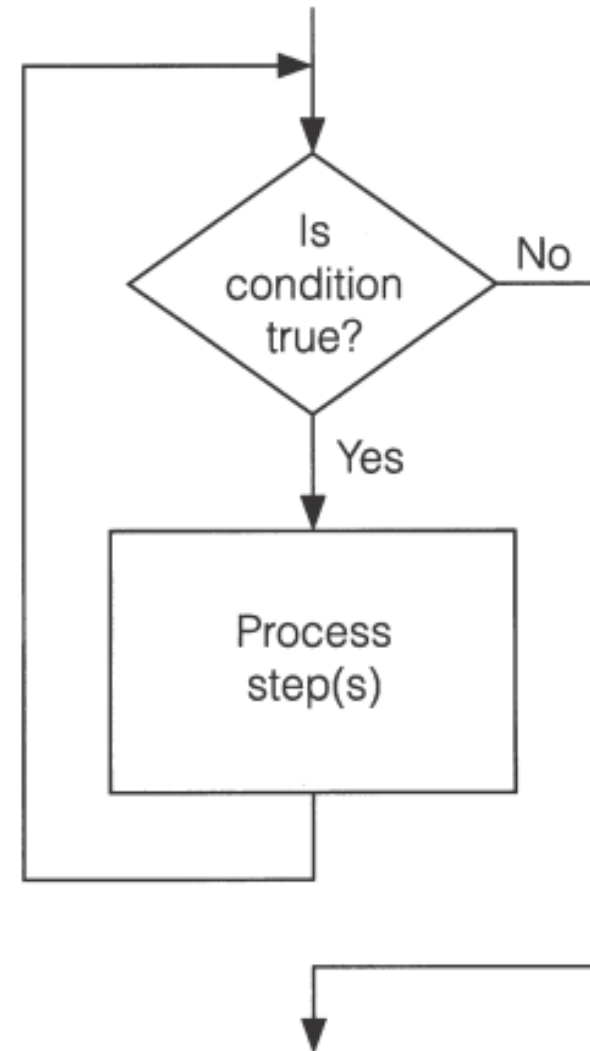 Is
condition
true?
No
Yes
Process
step(s)